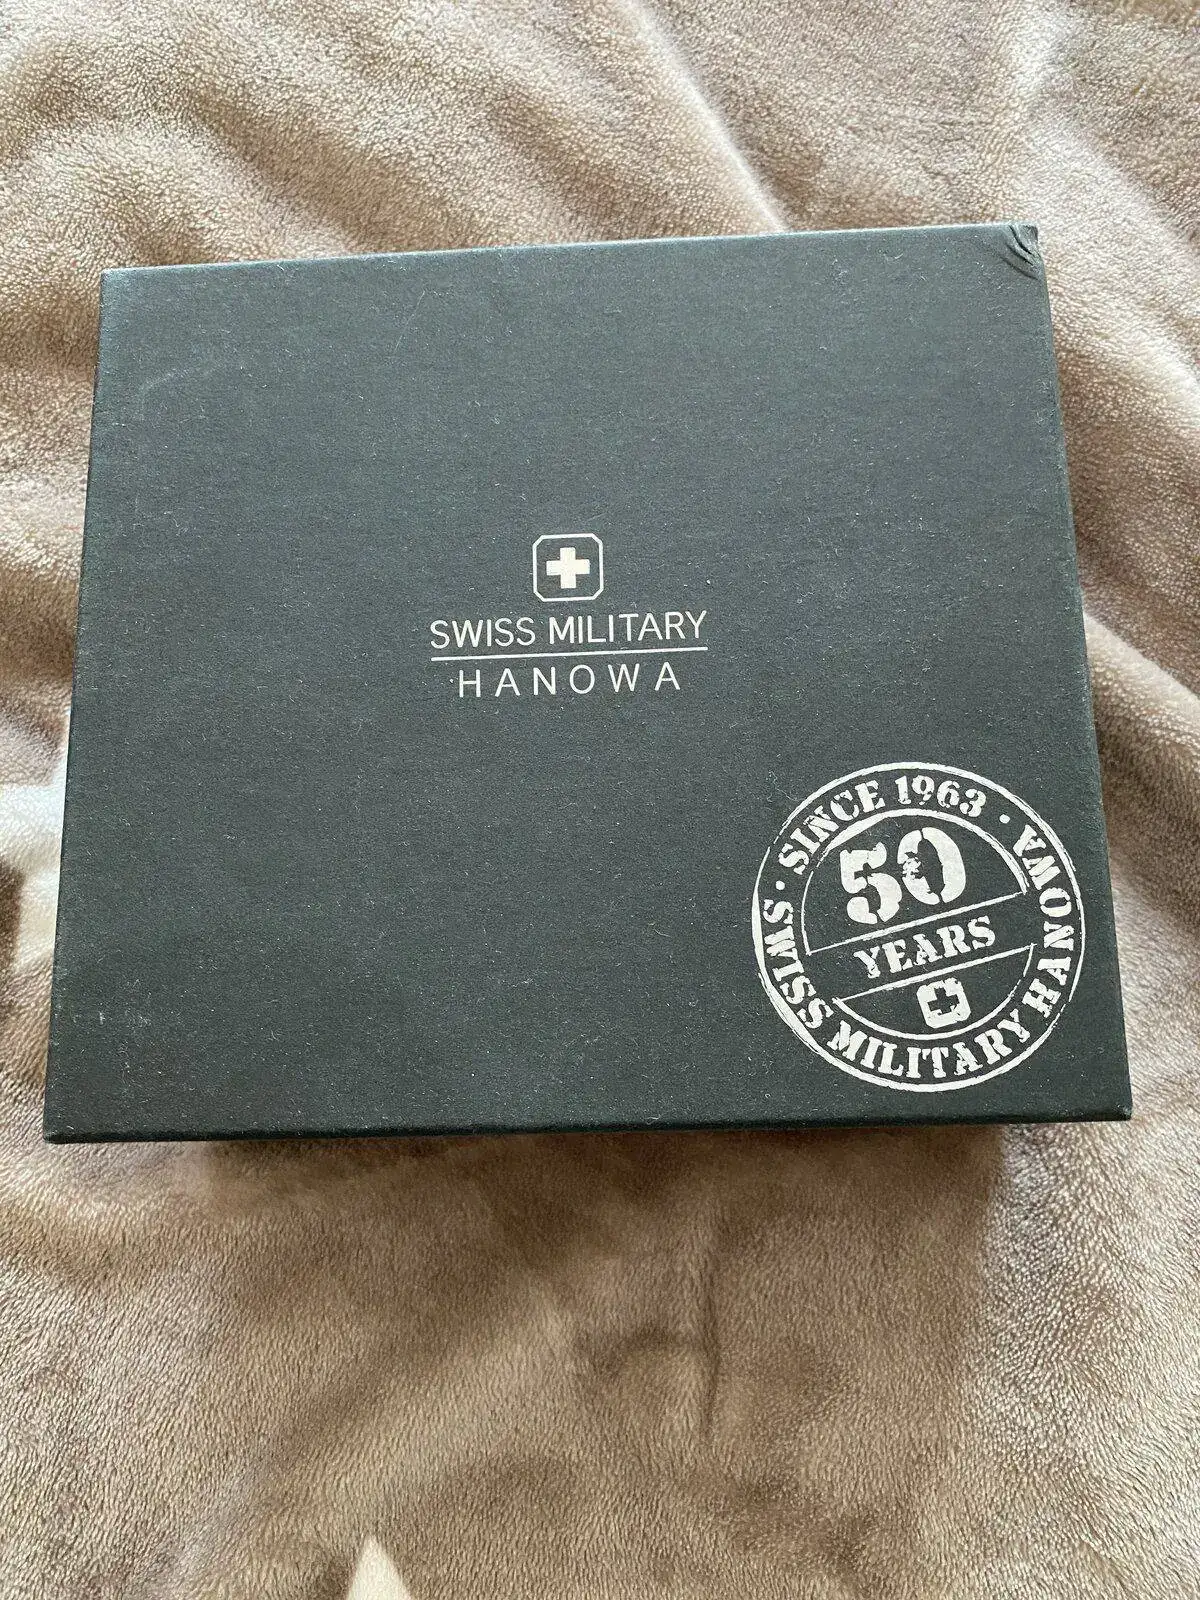 SWISS MILITARY
HANOWA
· SINCE 1963 ·
50
YEARS
SWISS MILITARY HANOWA